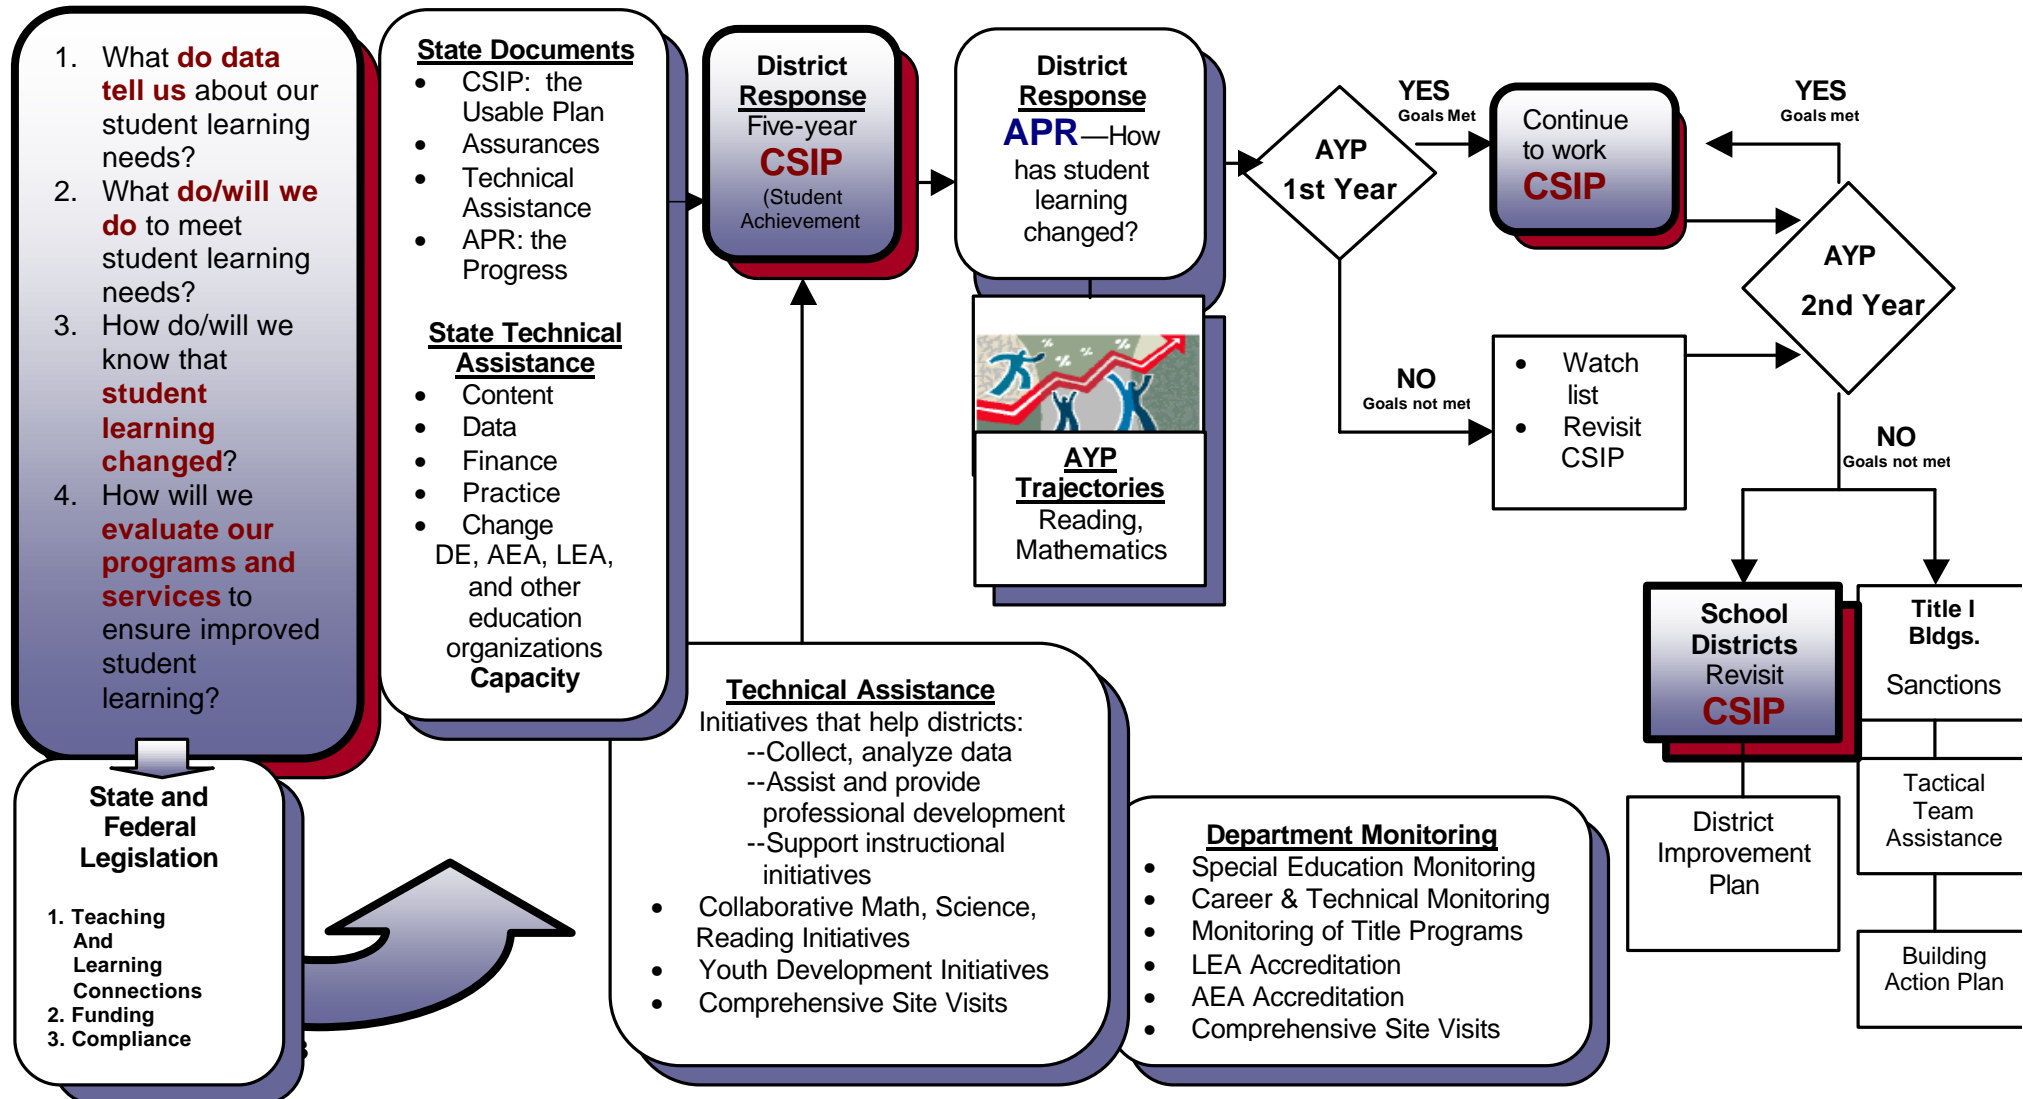 1. What do data
tell us about our
student learning
needs?
2. What do/will we
do to meet
student learning
needs?
3. How do/will we
know that
student
learning
changed?
4. How will we
evaluate our
programs and
services to
ensure improved
student
learning?
State and
Federal
Legislation
1. Teaching
And
Learning
Connections
2. Funding
3. Compliance
State Documents
• CSIP: the
Usable Plan
• Assurances
• Technical
Assistance
• APR: the
Progress
State Technical
Assistance
• Content
• Data
• Finance
• Practice
• Change
DE, AEA, LEA,
and other
education
organizations
Capacity
District
Response
Five-year
CSIP
(Student
Achievement
District
Response
APR—How
has student
learning
changed?
% % % %
AYP
Trajectories
Reading,
Mathematics
Technical Assistance
Initiatives that help districts:
--Collect, analyze data
--Assist and provide
professional development
--Support instructional
initiatives
• Collaborative Math, Science,
Reading Initiatives
• Youth Development Initiatives
• Comprehensive Site Visits
Department Monitoring
• Special Education Monitoring
• Career & Technical Monitoring
• Monitoring of Title Programs
• LEA Accreditation
• AEA Accreditation
• Comprehensive Site Visits
AYP
1st Year
YES
Goals Met
Continue
to work
CSIP
YES
Goals met
AYP
2nd Year
NO
Goals not met
• Watch
list
• Revisit
CSIP
NO
Goals not met
School
Districts
Revisit
CSIP
District
Improvement
Plan
Title I
Bldgs.
Sanctions
Tactical
Team
Assistance
Building
Action Plan